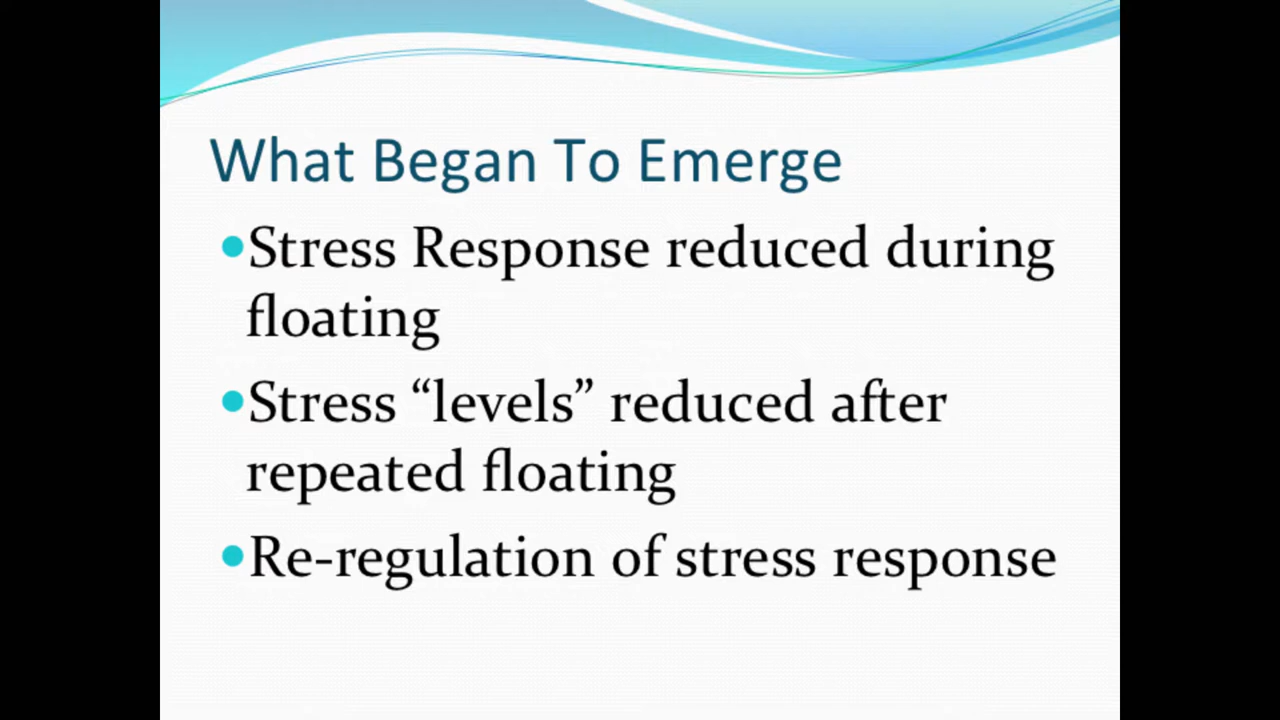 What Began To Emerge
•Stress Response reduced during
floating
•Stress “levels” reduced after
repeated floating
•Re-regulation of stress response